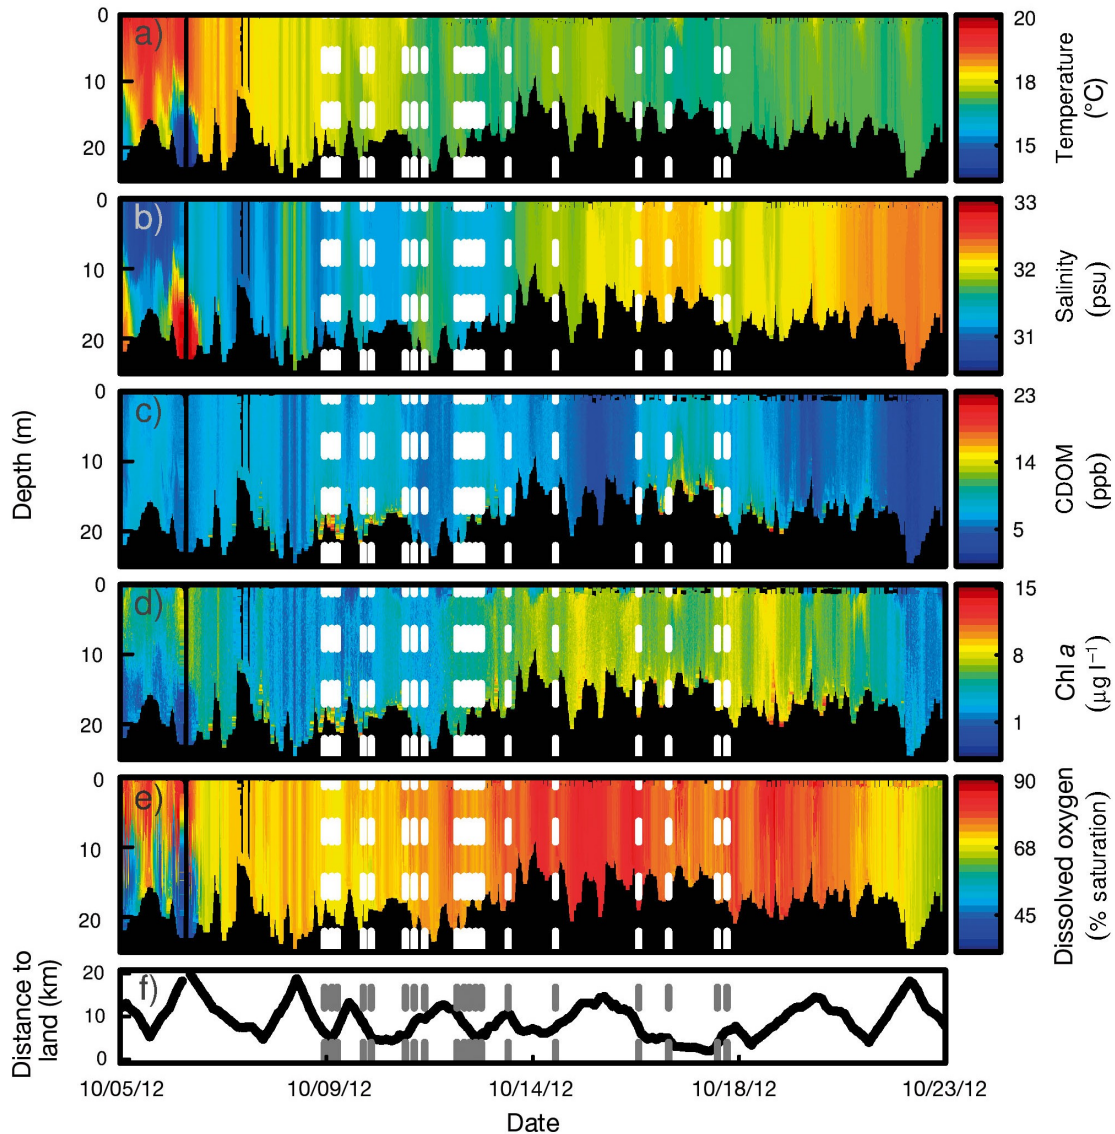 a)
0
10
20
20
18
15
Temperature
(°C)
b)
0
10
20
33
32
31
Salinity
(psu)
Depth (m)
c)
0
10
20
23
14
5
CDOM
(ppb)
d)
0
10
20
15
8
1
Chl a
(µg l⁻¹)
e)
0
10
20
90
68
45
Dissolved oxygen
(% saturation)
Distance to
land (km)
f)
20
10
0
10/05/12 10/09/12 10/14/12 10/18/12 10/23/12
Date